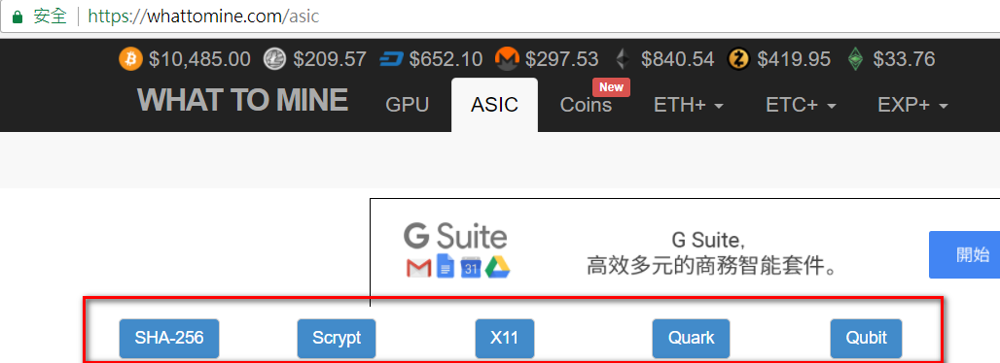 安全 https://whattomine.com/asic
$10,485.00 $209.57 $652.10 $297.53 $840.54 $419.95 $33.76
New
WHAT TO MINE GPU ASIC Coins ETH+ ETC+ EXP+
G Suite
G Suite,
高效多元的商務智能套件。
31
開始
SHA-256 Scrypt X11 Quark Qubit